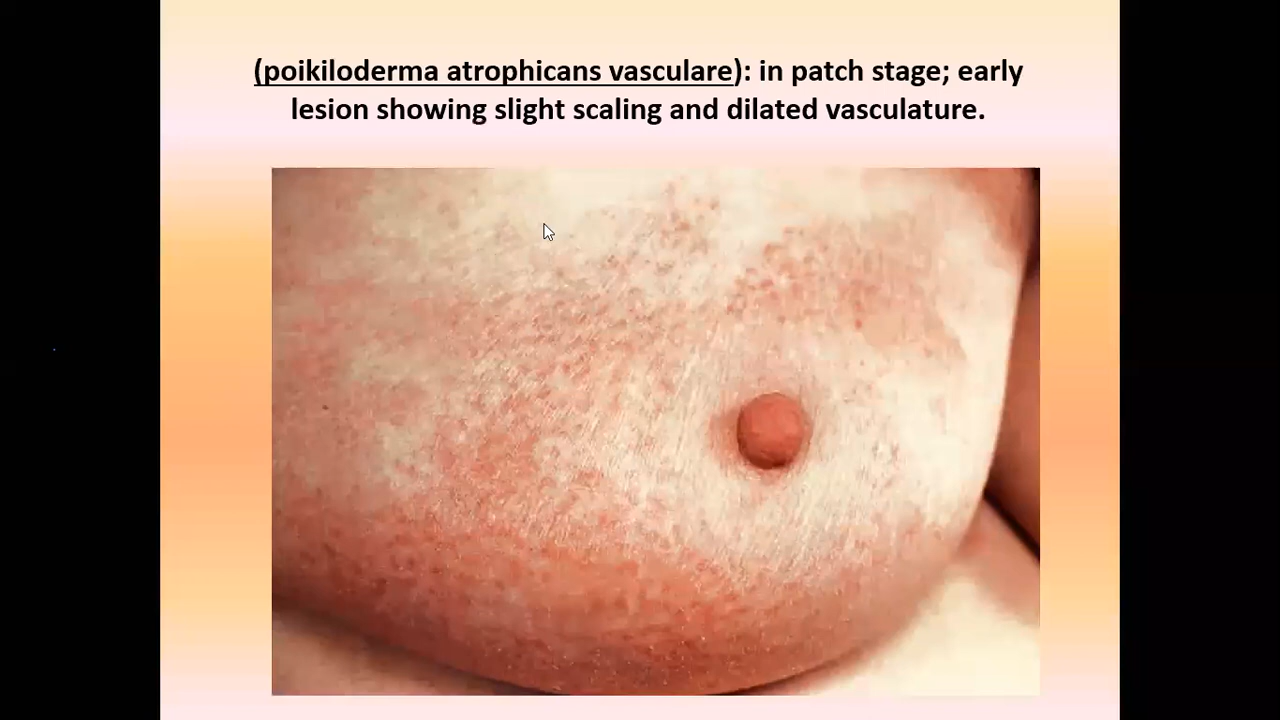 (poikiloderma atrophicans vasculare): in patch stage; early
lesion showing slight scaling and dilated vasculature.